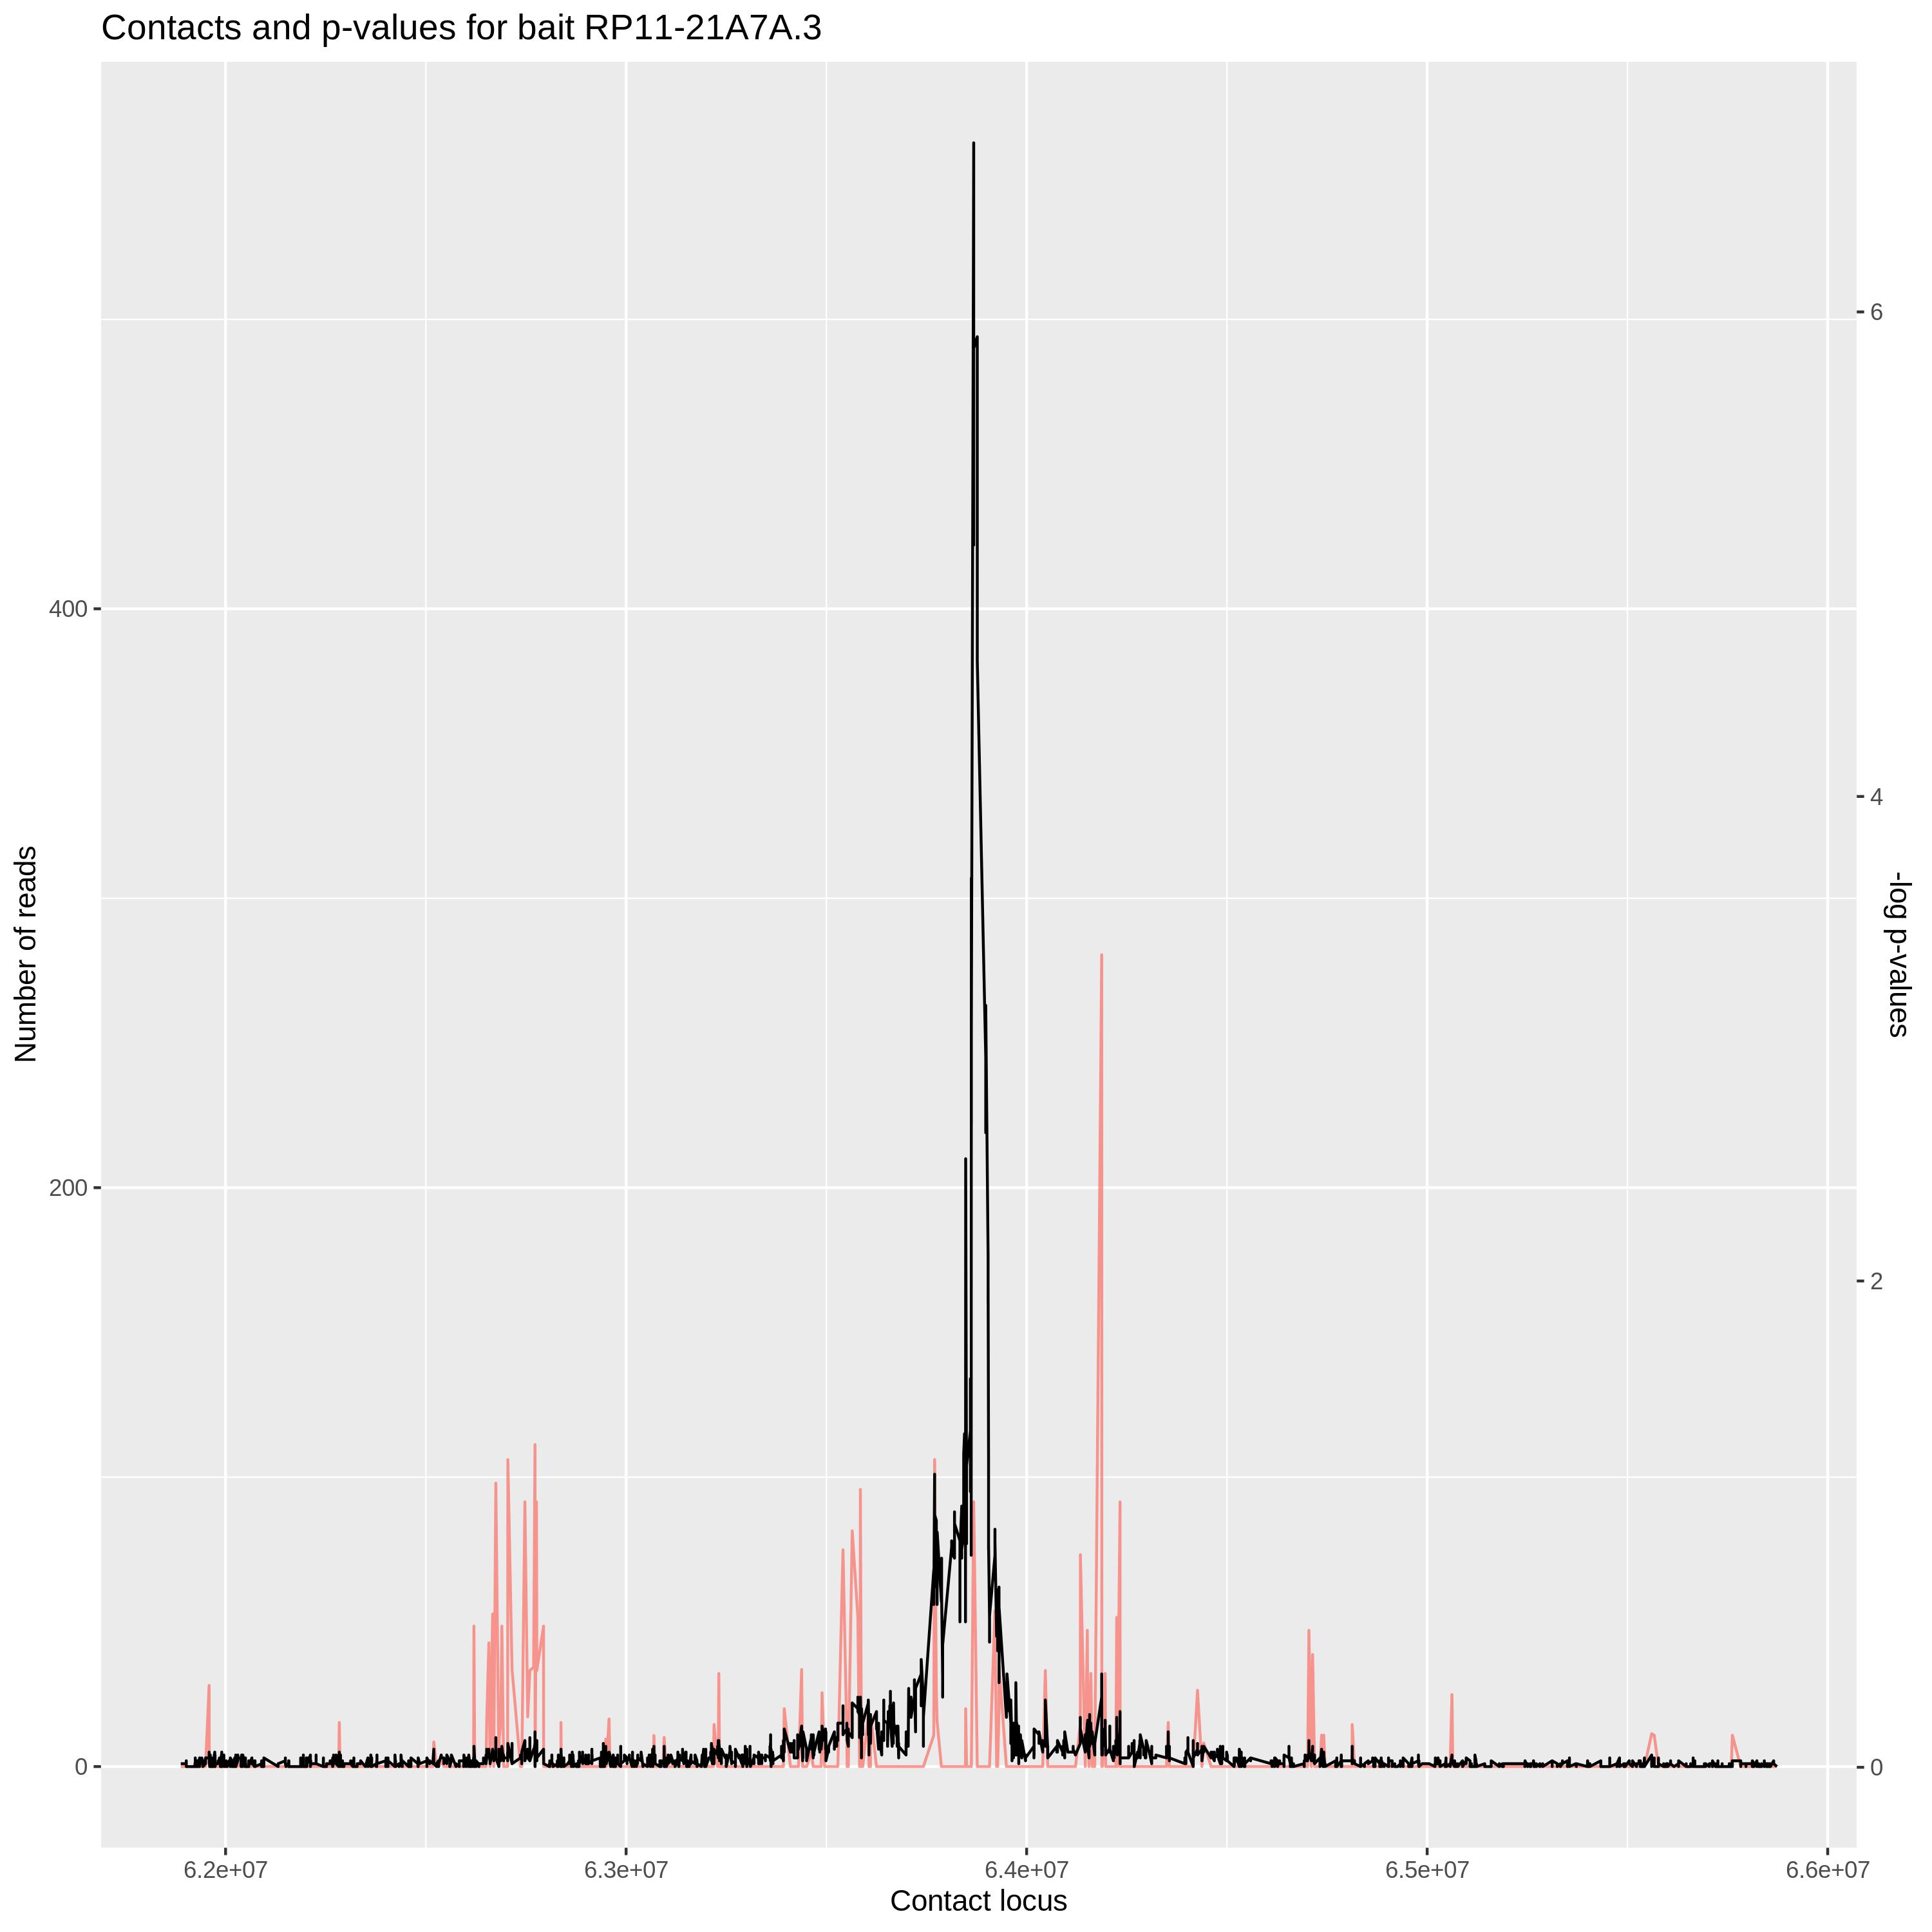 Contacts and p-values for bait RP11-21A7A.3
Number of reads
400
200
0
6
4
2
0
-log p-values
6.2e+07 6.3e+07 6.4e+07 6.5e+07 6.6e+07
Contact locus